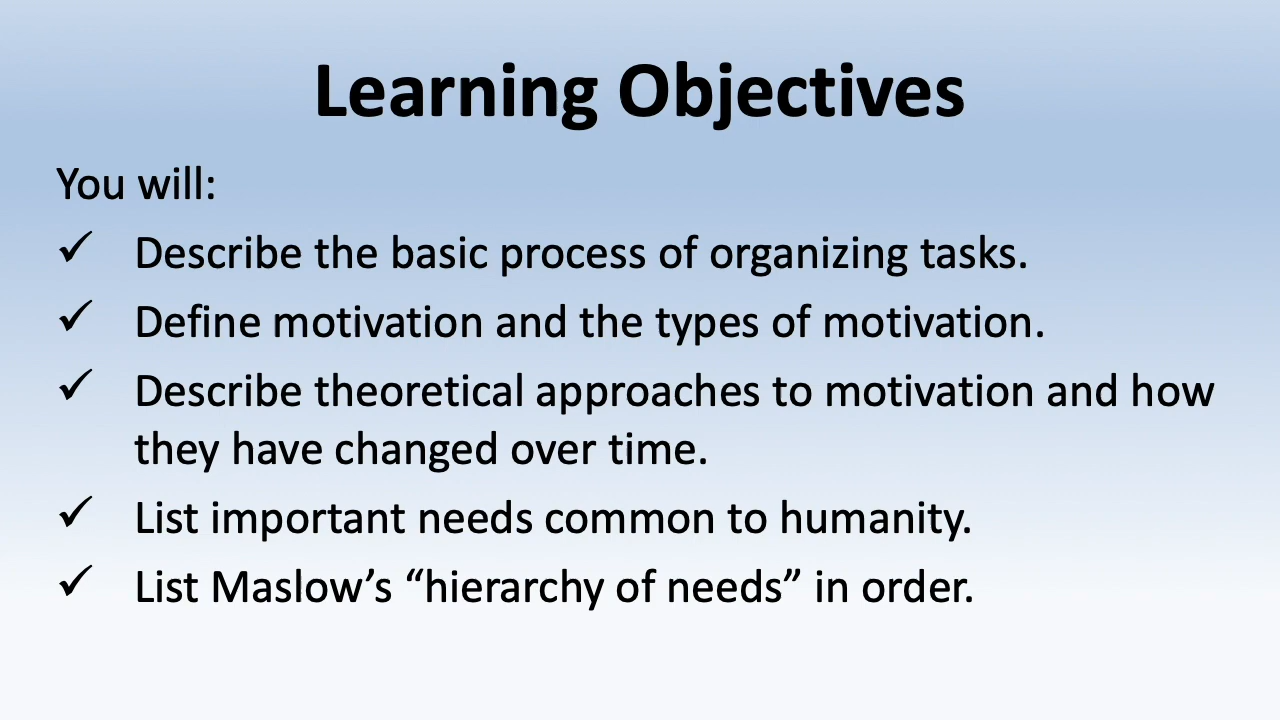 Learning Objectives
You will:
✓ Describe the basic process of organizing tasks.
✓ Define motivation and the types of motivation.
✓ Describe theoretical approaches to motivation and how
they have changed over time.
✓ List important needs common to humanity.
✓ List Maslow’s “hierarchy of needs” in order.